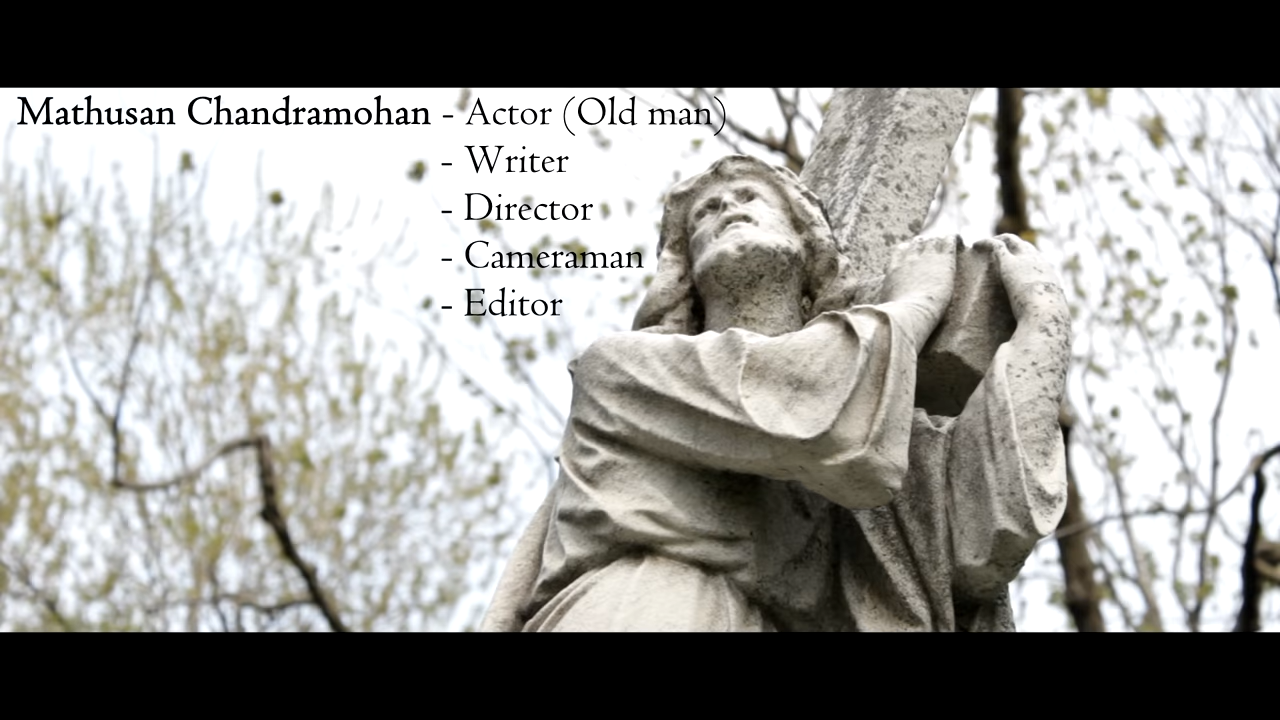 Mathusan Chandramohan - Actor (Old man)
- Writer
- Director
- Cameraman
- Editor